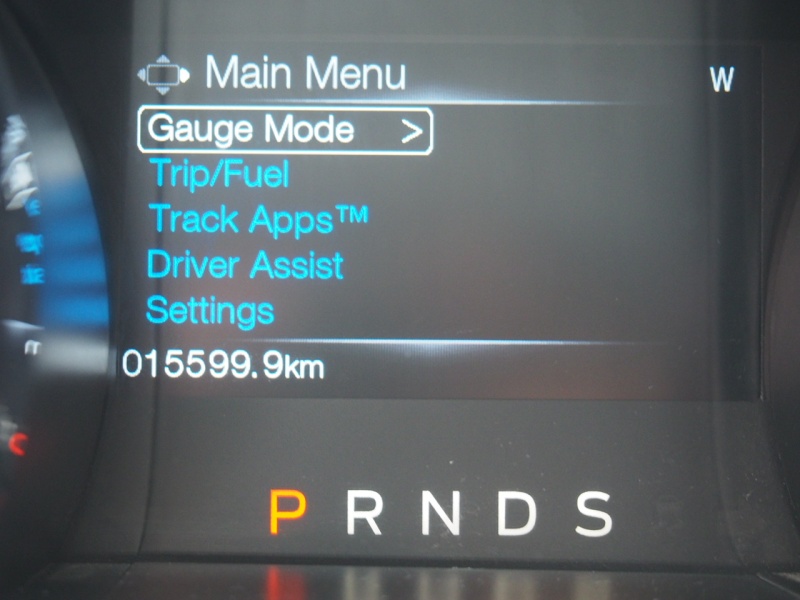 Main Menu
W
Gauge Mode >
Trip/Fuel
Track Apps™
Driver Assist
Settings
015599.9km
P R N D S